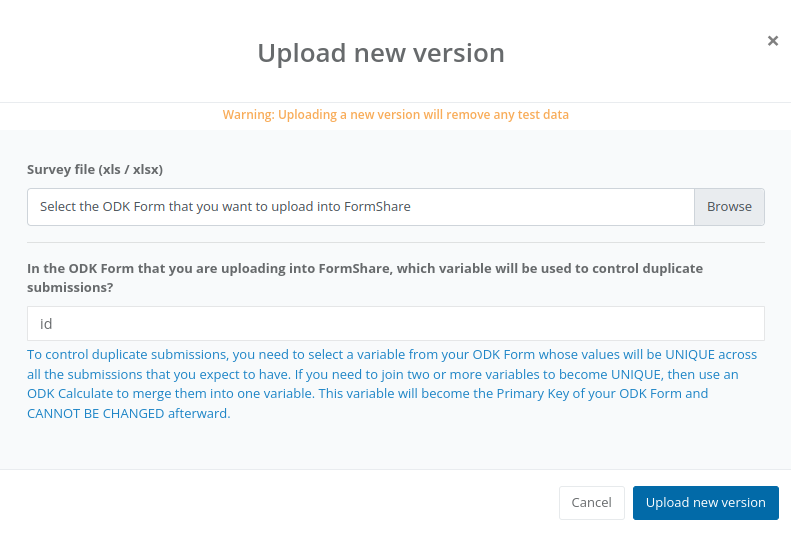 Upload new version
×
Warning: Uploading a new version will remove any test data
Survey file (xls / xlsx)
Select the ODK Form that you want to upload into FormShare
Browse
In the ODK Form that you are uploading into FormShare, which variable will be used to control duplicate
submissions?
id
To control duplicate submissions, you need to select a variable from your ODK Form whose values will be UNIQUE across
all the submissions that you expect to have. If you need to join two or more variables to become UNIQUE, then use an
ODK Calculate to merge them into one variable. This variable will become the Primary Key of your ODK Form and
CANNOT BE CHANGED afterward.
Cancel
Upload new version